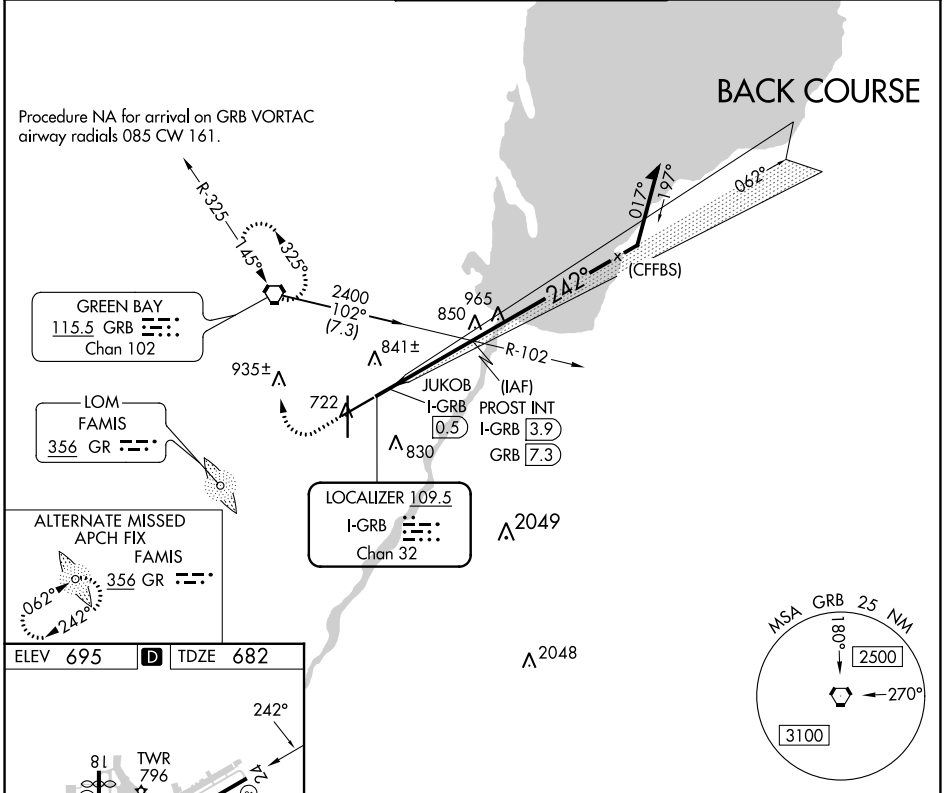 BACK COURSE
Procedure NA for arrival on GRB VORTAC
airway radials 085 CW 161.
R-325
145°
325°
017°
197°
062°
242°
(CFFBS)
GREEN BAY
115.5 GRB
Chan 102
2400
102°
(7.3)
850
965
R-102
841±
935±
722
830
JUKOB
I-GRB
0.5
(IAF)
PROST INT
I-GRB 3.9
GRB 7.3
LOM
FAMIS
356 GR
LOCALIZER 109.5
I-GRB
Chan 32
2049
2048
ALTERNATE MISSED
APCH FIX
FAMIS
356 GR
062°
242°
MSA GRB 25 NM
180°
2500
270°
3100
ELEV 695 D TDZE 682
242°
18
TWR
796
24